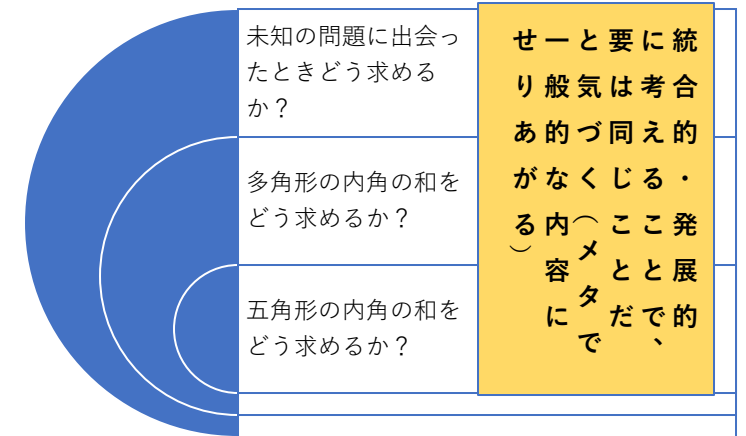 未知の問題に出会っ
たときどう求める
か？
多角形の内角の和を
どう求めるか？
五角形の内角の和を
どう求めるか？
統合的・発展的
に考えることで、
要は同じことだ
と気づく（メタで
一般的な内容に
せりあがる）